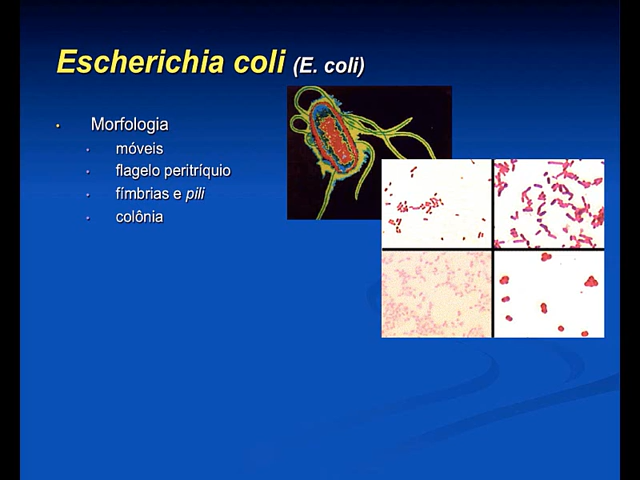 Escherichia coli (E. coli)
• Morfologia
• móveis
• flagelo peritríquio
• fímbrias e pili
• colônia